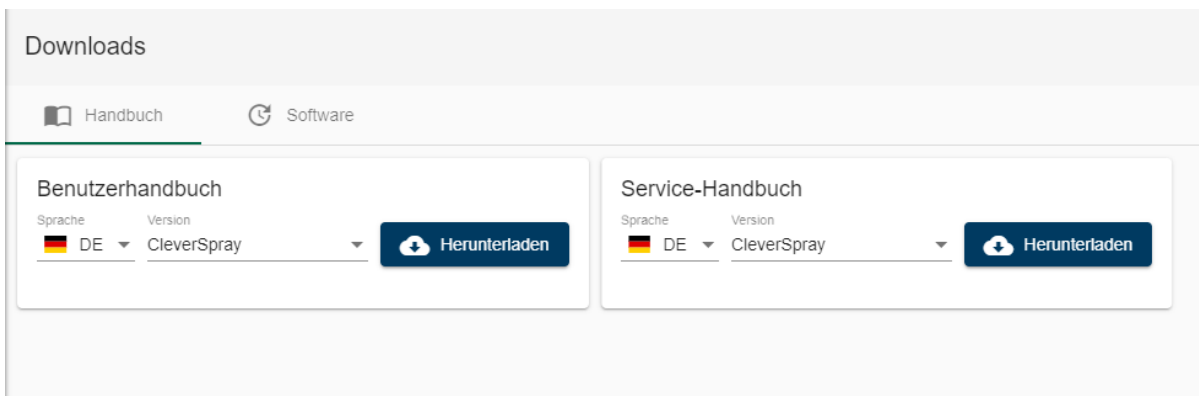 Downloads
Handbuch
Software
Benutzerhandbuch
Sprache Version
DE CleverSpray Herunterladen
Service-Handbuch
Sprache Version
DE CleverSpray Herunterladen